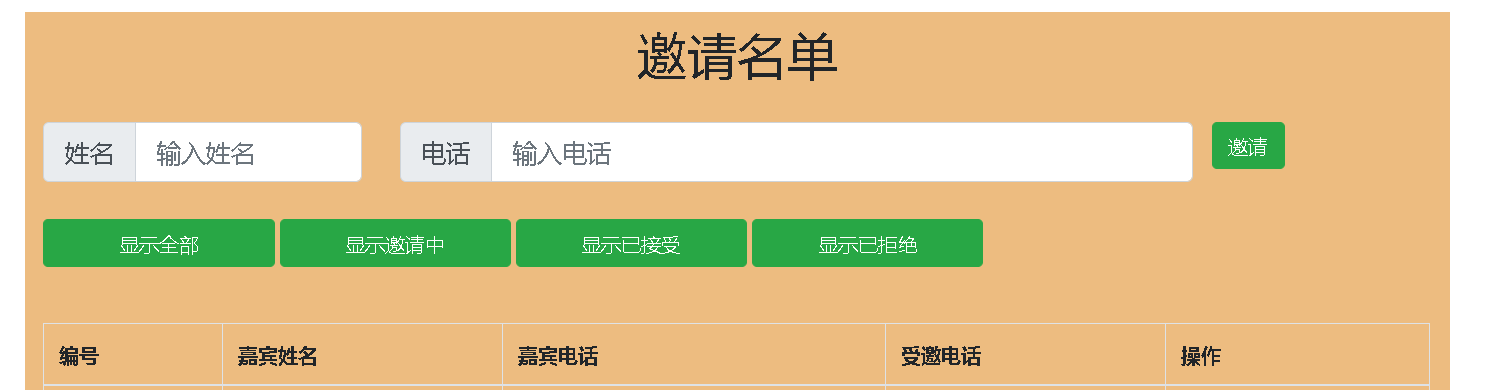 邀请名单
姓名 输入姓名 电话 输入电话 邀请
显示全部 显示邀请中 显示已接受 显示已拒绝
编号 嘉宾姓名 嘉宾电话 受邀电话 操作